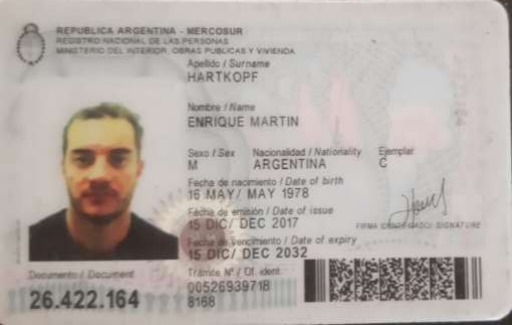 REPUBLICA ARGENTINA - MERCOSUR
REGISTRO NACIONAL DE LAS PERSONAS
MINISTERIO DEL INTERIOR, OBRAS PUBLICAS Y VIVIENDA
Apellido / Surname
HARTKOPF
Nombre / Name
ENRIQUE MARTIN
Sexo / Sex Nacionalidad / Nationality Ejemplar
M ARGENTINA C
Fecha de nacimiento / Date of birth
16 MAY/ MAY 1978
Fecha de emisión / Date of issue
15 DIC/ DEC 2017
Fecha de vencimiento / Date of expiry
15 DIC/ DEC 2032
FIRMA IDENTIFICADO/ SIGNATURE
Documento / Document
26.422.164
Trámite Nº / Of. ident.
00526939718
8168